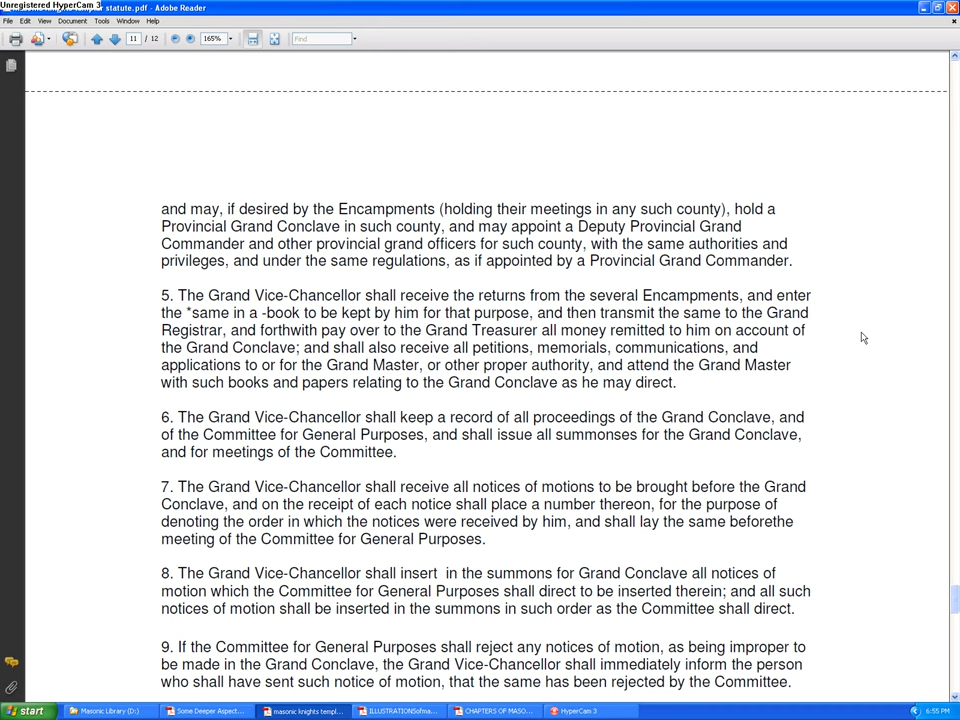 Unregistered HyperCam 3
statute.pdf - Adobe Reader
File Edit View Document Tools Window Help
11 / 12 165% Find
and may, if desired by the Encampments (holding their meetings in any such county), hold a
Provincial Grand Conclave in such county, and may appoint a Deputy Provincial Grand
Commander and other provincial grand officers for such county, with the same authorities and
privileges, and under the same regulations, as if appointed by a Provincial Grand Commander.
5. The Grand Vice-Chancellor shall receive the returns from the several Encampments, and enter
the *same in a -book to be kept by him for that purpose, and then transmit the same to the Grand
Registrar, and forthwith pay over to the Grand Treasurer all money remitted to him on account of
the Grand Conclave; and shall also receive all petitions, memorials, communications, and
applications to or for the Grand Master, or other proper authority, and attend the Grand Master
with such books and papers relating to the Grand Conclave as he may direct.
6. The Grand Vice-Chancellor shall keep a record of all proceedings of the Grand Conclave, and
of the Committee for General Purposes, and shall issue all summonses for the Grand Conclave,
and for meetings of the Committee.
7. The Grand Vice-Chancellor shall receive all notices of motions to be brought before the Grand
Conclave, and on the receipt of each notice shall place a number thereon, for the purpose of
denoting the order in which the notices were received by him, and shall lay the same beforethe
meeting of the Committee for General Purposes.
8. The Grand Vice-Chancellor shall insert  in the summons for Grand Conclave all notices of
motion which the Committee for General Purposes shall direct to be inserted therein; and all such
notices of motion shall be inserted in the summons in such order as the Committee shall direct.
9. If the Committee for General Purposes shall reject any notices of motion, as being improper to
be made in the Grand Conclave, the Grand Vice-Chancellor shall immediately inform the person
who shall have sent such notice of motion, that the same has been rejected by the Committee.
start Masonic Library (D:) Some Deeper Aspect... masonic knights templ... ILLUSTRATIONSofma... CHAPTERS OF MASO... HyperCam 3 6:55 PM